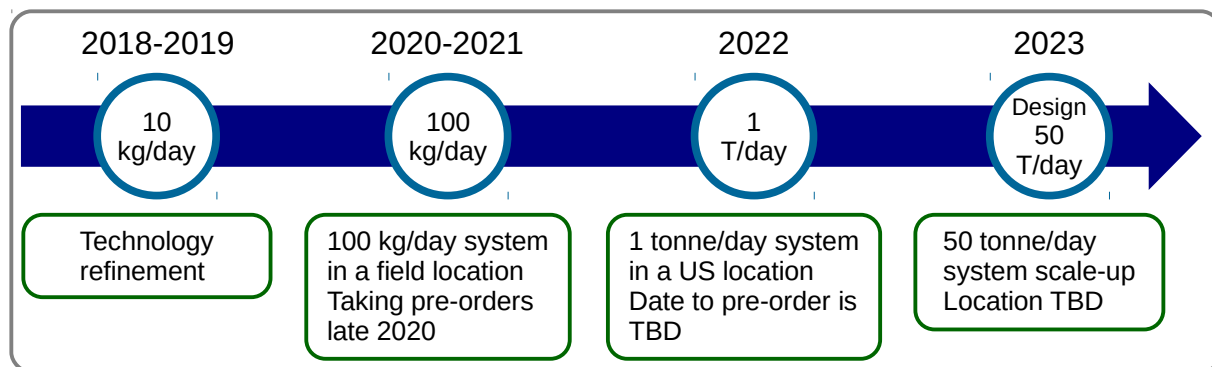 2018-2019
2020-2021
2022
2023
10
kg/day
100
kg/day
1
T/day
Design
50
T/day
Technology
refinement
100 kg/day system
in a field location
Taking pre-orders
late 2020
1 tonne/day system
in a US location
Date to pre-order is
TBD
50 tonne/day
system scale-up
Location TBD